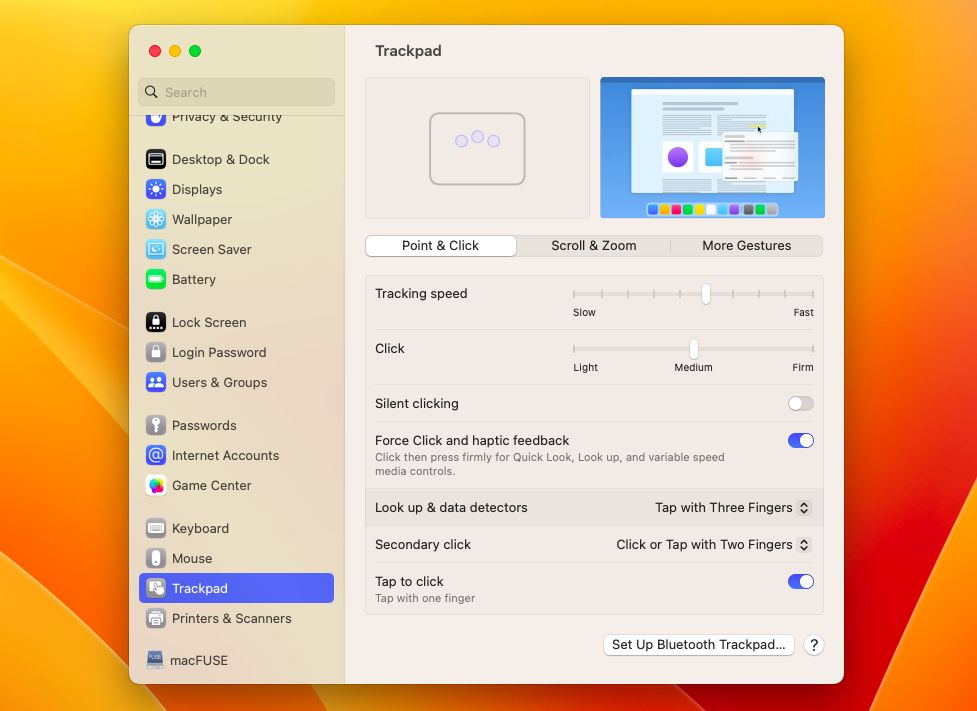 Trackpad
Search
Privacy & Security
Desktop & Dock
Displays
Wallpaper
Screen Saver
Battery
Lock Screen
Login Password
Users & Groups
Passwords
Internet Accounts
Game Center
Keyboard
Mouse
Trackpad
Printers & Scanners
FUSE macFUSE
Point & Click Scroll & Zoom More Gestures
Tracking speed
Slow Fast
Click
Light Medium Firm
Silent clicking
Force Click and haptic feedback
Click then press firmly for Quick Look, Look up, and variable speed
media controls.
Look up & data detectors Tap with Three Fingers
Secondary click Click or Tap with Two Fingers
Tap to click
Tap with one finger
Set Up Bluetooth Trackpad... ?